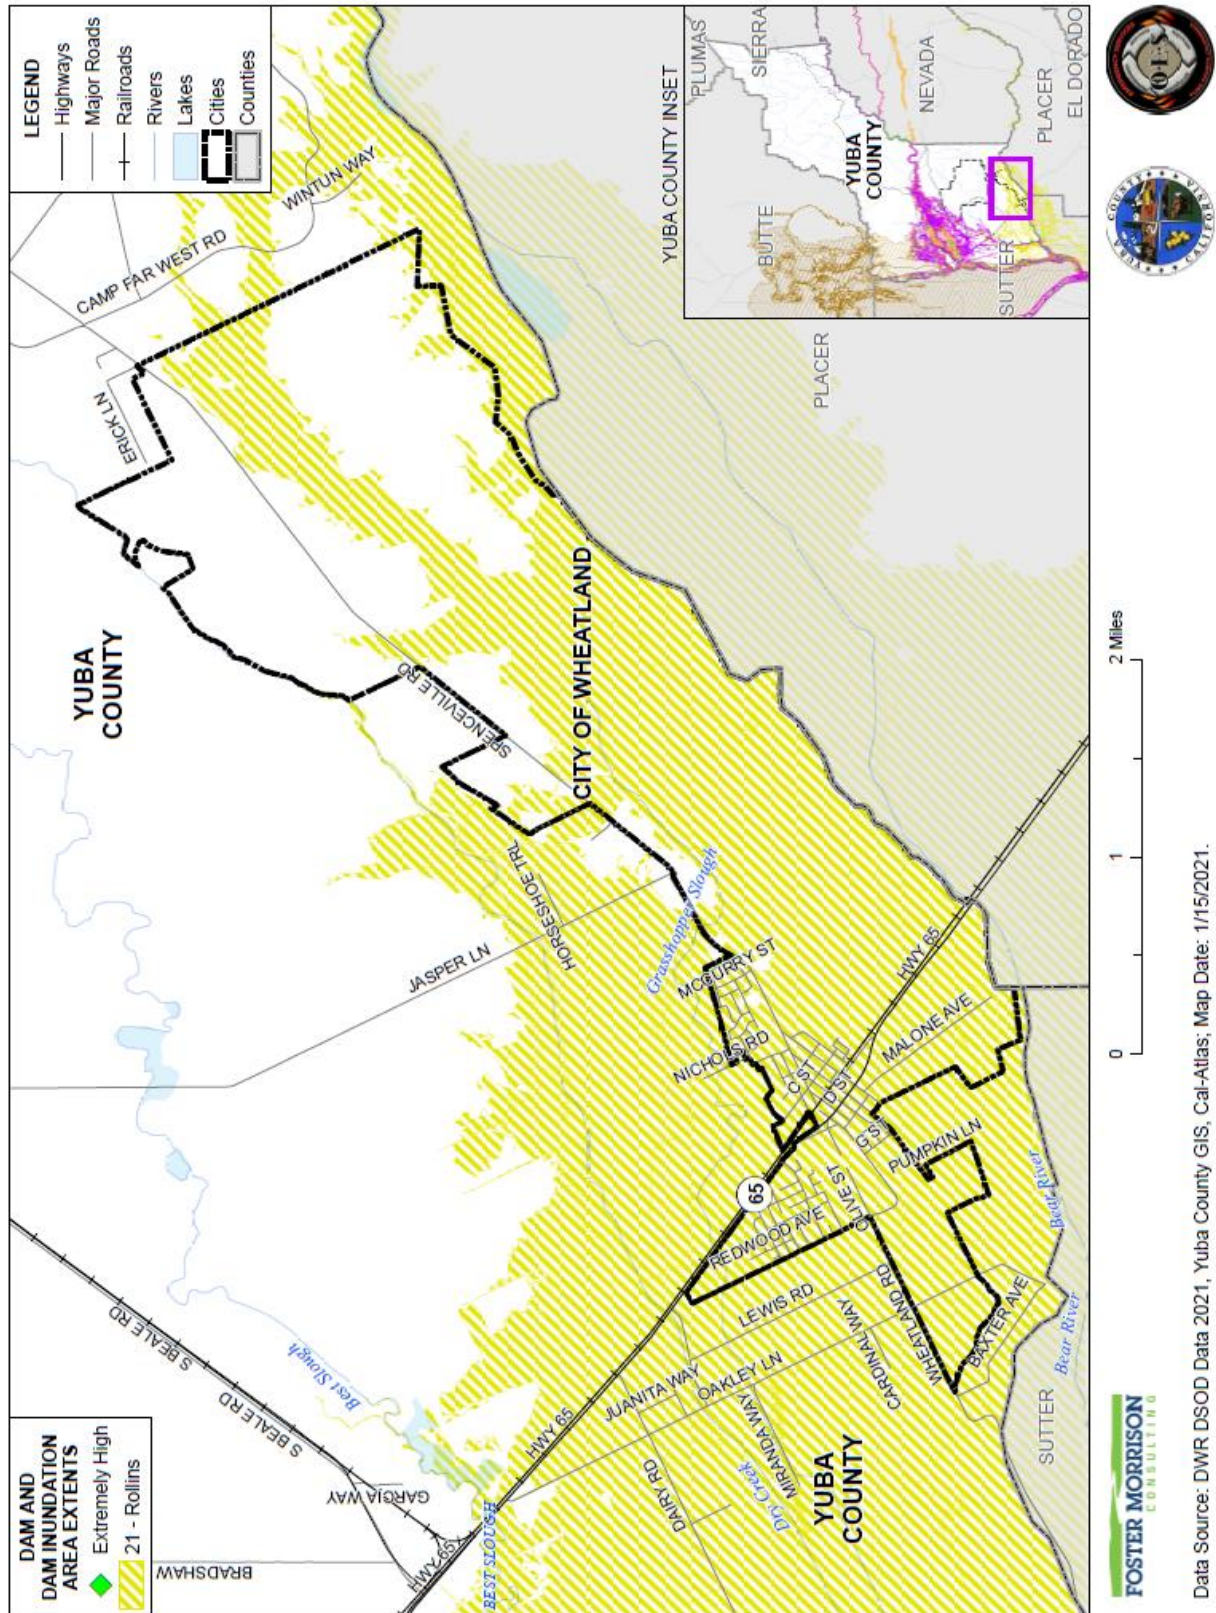 DAM AND
DAM INUNDATION
AREA EXTENTS
Extremely High
21 - Rollins
LEGEND
Highways
Major Roads
Railroads
Rivers
Lakes
Cities
Counties
YUBA
COUNTY
CITY OF WHEATLAND
YUBA
COUNTY
BRADSHAW
GARCIA WAY
S BEALE RD
S BEALE RD
HWY 65
BEST SLOUGH
Best Slough
HWY 65
JASPER LN
HORSESHOE TRL
SPENCEVILLE RD
ERICK LN
CAMP FAR WEST RD
WINTUN WAY
Grasshopper Slough
MCCURRY ST
NICHOLS RD
C ST
D ST
G ST
HWY 65
MALONE AVE
PUMPKIN LN
OLIVE ST
65
REDWOOD AVE
LEWIS RD
JUANITA WAY
OAKLEY LN
DAIRY RD
MIRANDA WAY
Dry Creek
CARDINAL WAY
WHEATLAND RD
BAXTER AVE
Bear River
Bear River
SUTTER
PLACER
YUBA COUNTY INSET
PLUMAS
SIERRA
BUTTE
YUBA
COUNTY
NEVADA
SUTTER
PLACER
EL DORADO
FOSTER MORRISON
CONSULTING
0
1
2 Miles
YUBA COUNTY
CALIFORNIA
OES
Data Source: DWR DSOD Data 2021, Yuba County GIS, Cal-Atlas; Map Date: 1/15/2021.